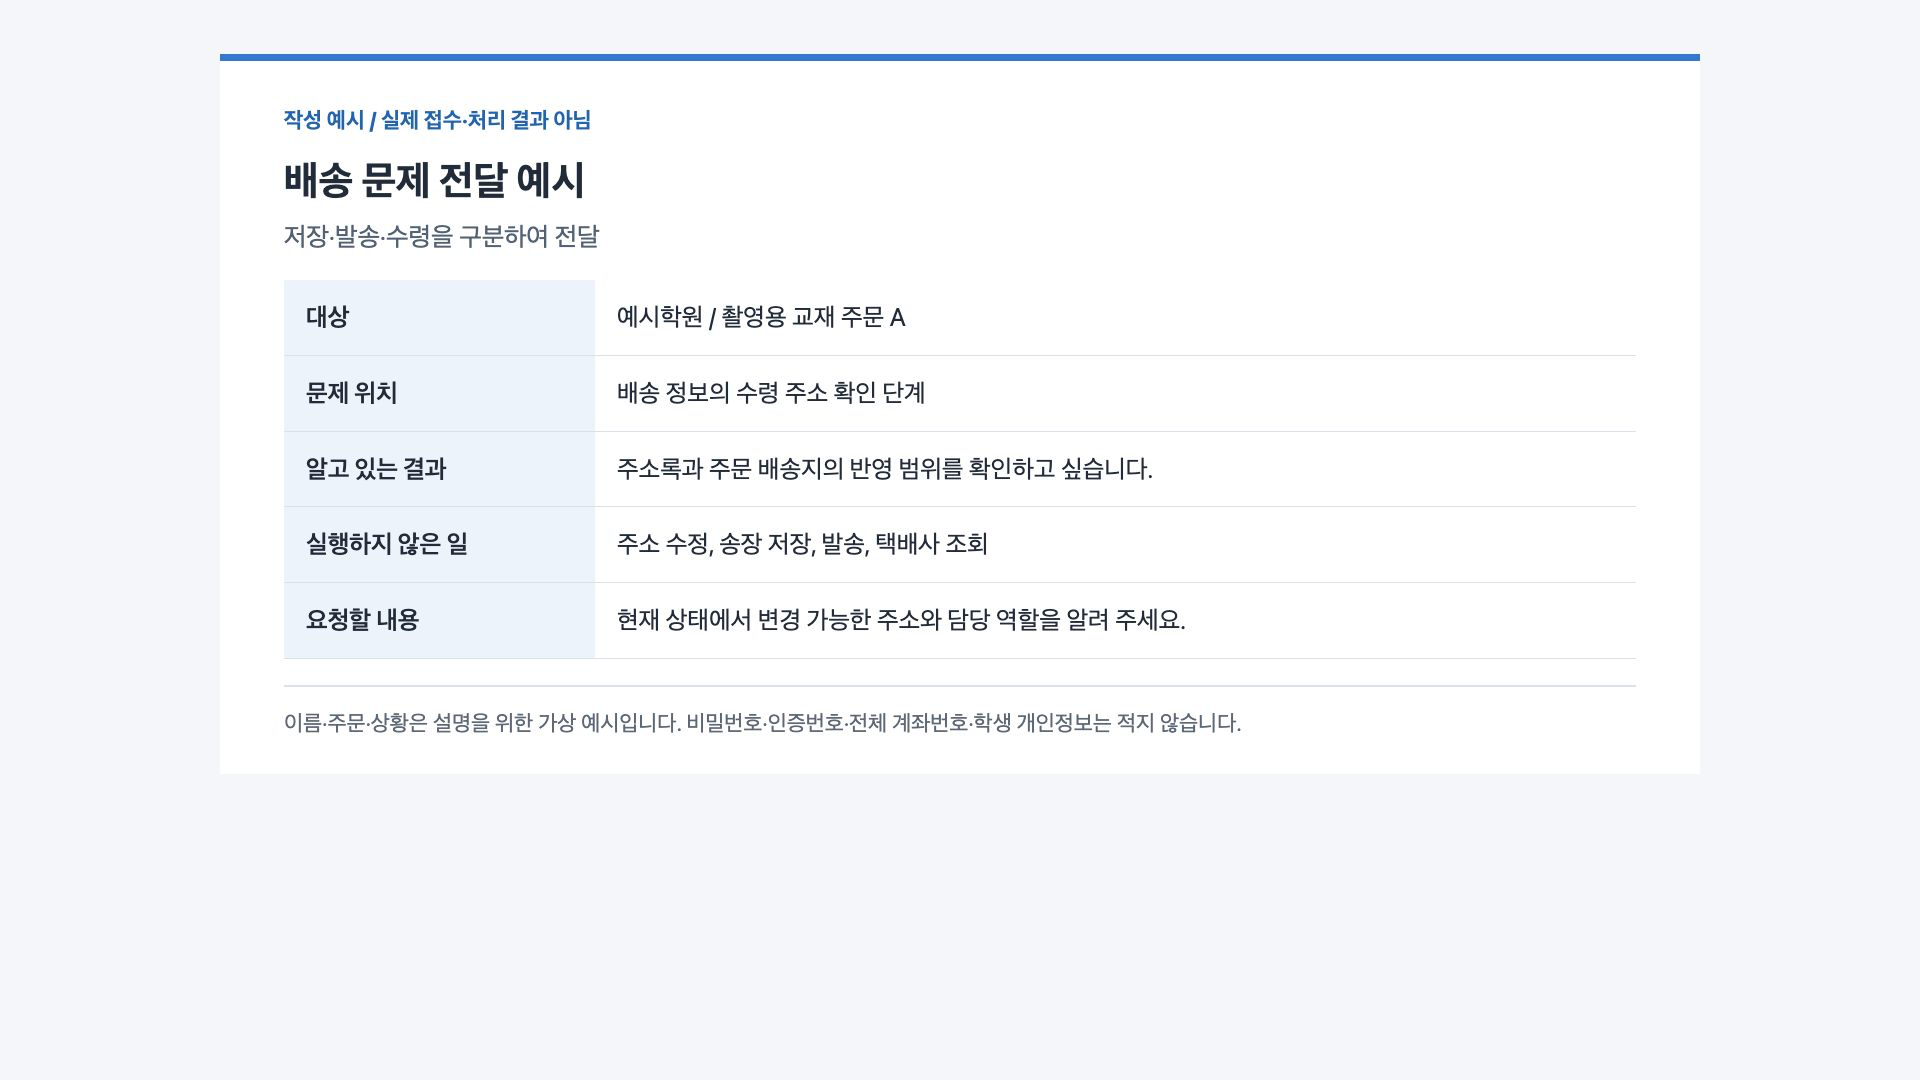 작성 예시 / 실제 접수·처리 결과 아님
배송 문제 전달 예시
저장·발송·수령을 구분하여 전달
대상 예시학원 / 촬영용 교재 주문 A
문제 위치 배송 정보의 수령 주소 확인 단계
알고 있는 결과 주소록과 주문 배송지의 반영 범위를 확인하고 싶습니다.
실행하지 않은 일 주소 수정, 송장 저장, 발송, 택배사 조회
요청할 내용 현재 상태에서 변경 가능한 주소와 담당 역할을 알려 주세요.
이름·주문·상황은 설명을 위한 가상 예시입니다. 비밀번호·인증번호·전체 계좌번호·학생 개인정보는 적지 않습니다.